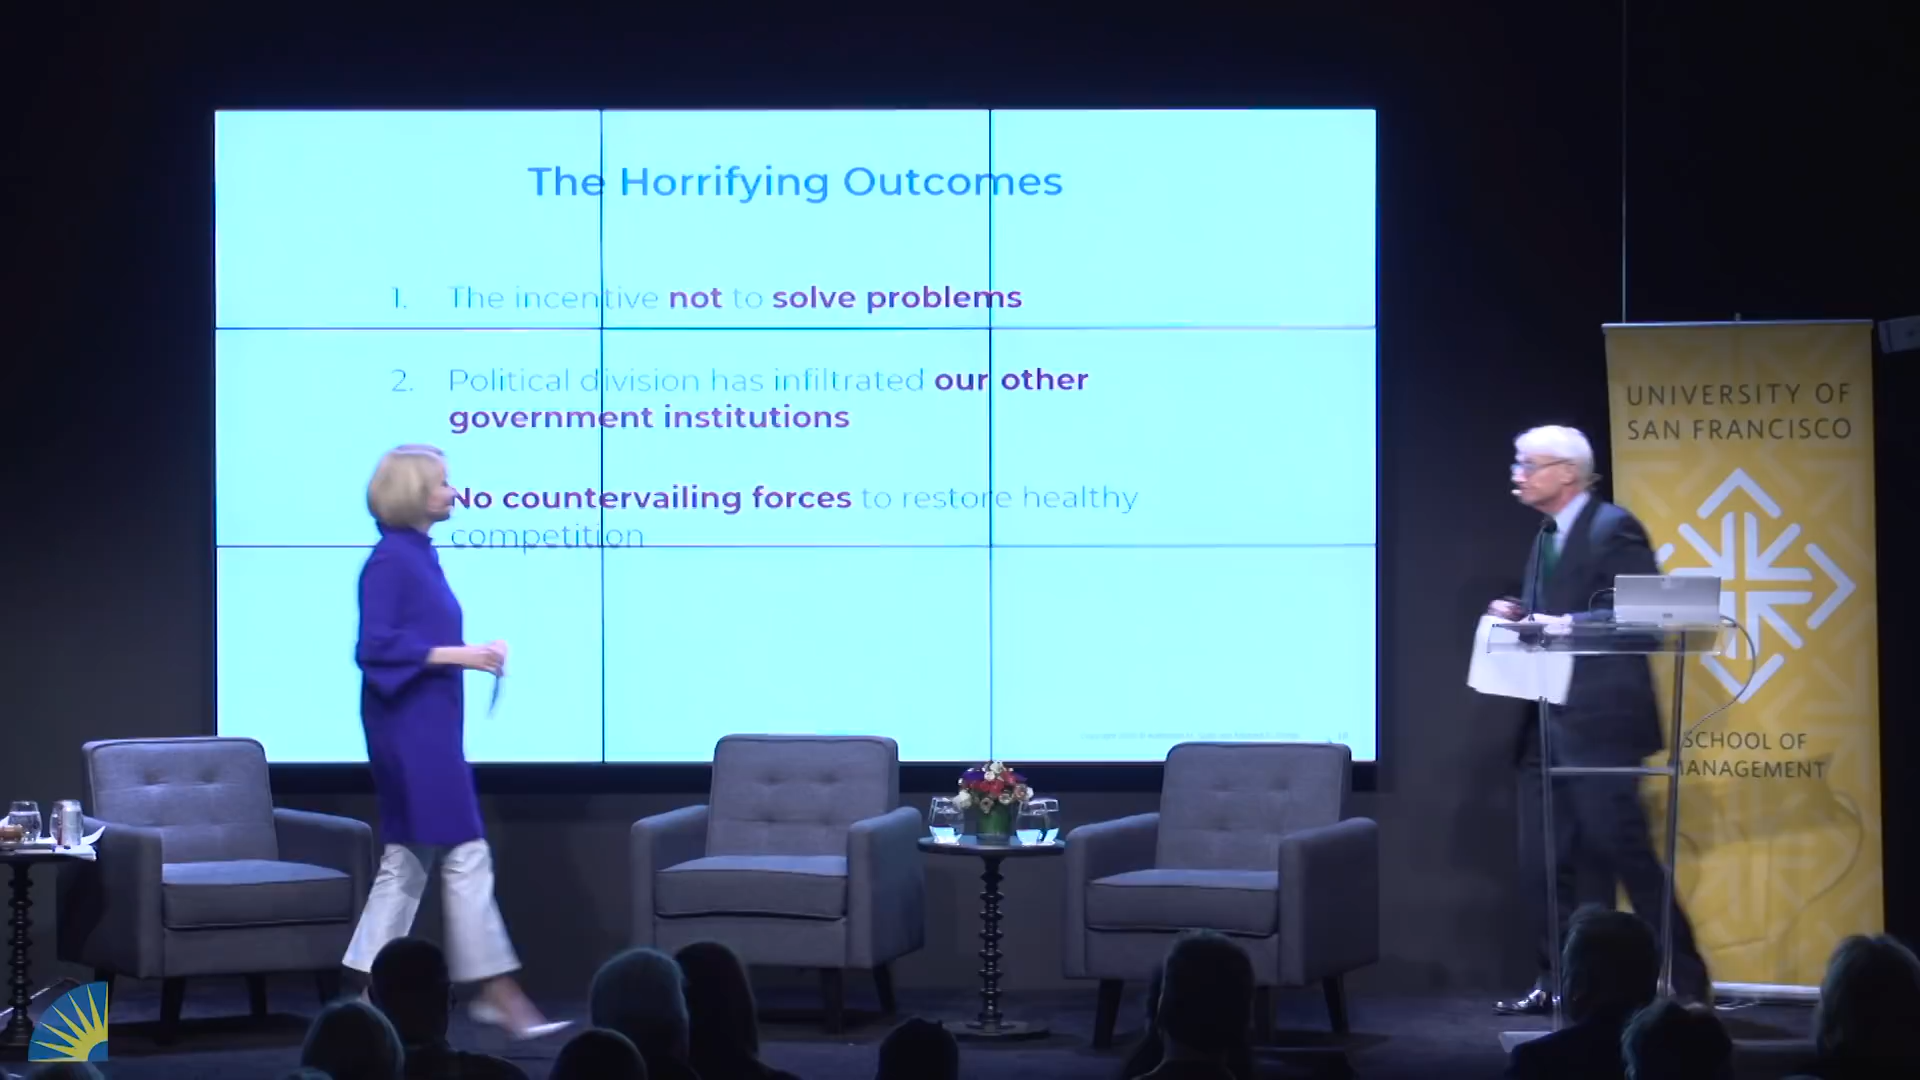 The Horrifying Outcomes
1. The incentive not to solve problems
2. Political division has infiltrated our other
government institutions
No countervailing forces to restore healthy
competition
UNIVERSITY OF
SAN FRANCISCO
SCHOOL OF
MANAGEMENT